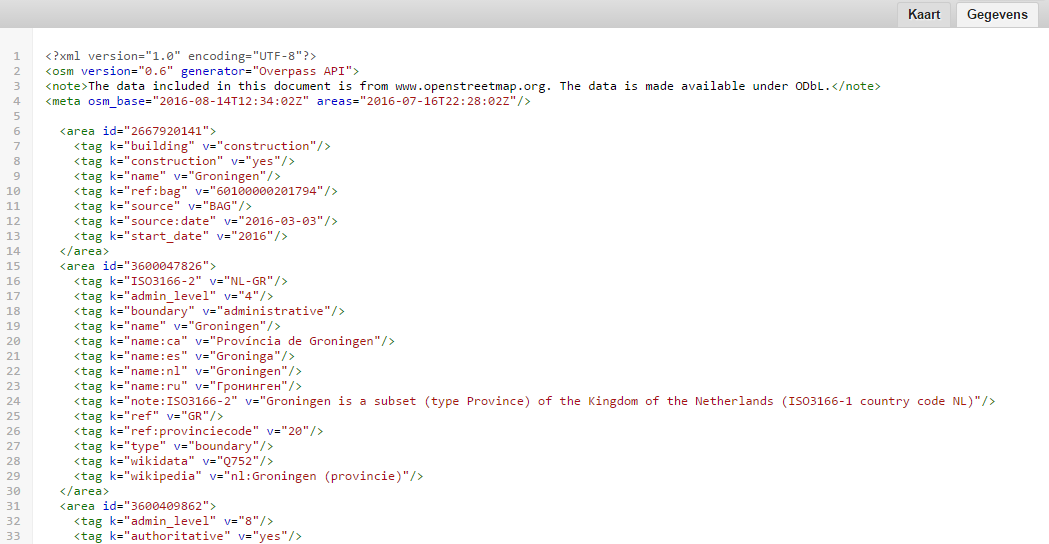 Kaart Gegevens
1 <?xml version="1.0" encoding="UTF-8"?>
2 <osm version="0.6" generator="Overpass API">
3 <note>The data included in this document is from www.openstreetmap.org. The data is made available under ODbL.</note>
4 <meta osm_base="2016-08-14T12:34:02Z" areas="2016-07-16T22:28:02Z"/>
5
6 <area id="2667920141">
7 <tag k="building" v="construction"/>
8 <tag k="construction" v="yes"/>
9 <tag k="name" v="Groningen"/>
10 <tag k="ref:bag" v="60100000201794"/>
11 <tag k="source" v="BAG"/>
12 <tag k="source:date" v="2016-03-03"/>
13 <tag k="start_date" v="2016"/>
14 </area>
15 <area id="3600047826">
16 <tag k="ISO3166-2" v="NL-GR"/>
17 <tag k="admin_level" v="4"/>
18 <tag k="boundary" v="administrative"/>
19 <tag k="name" v="Groningen"/>
20 <tag k="name:ca" v="Província de Groningen"/>
21 <tag k="name:es" v="Groninga"/>
22 <tag k="name:nl" v="Groningen"/>
23 <tag k="name:ru" v="Гронинген"/>
24 <tag k="note:ISO3166-2" v="Groningen is a subset (type Province) of the Kingdom of the Netherlands (ISO3166-1 country code NL)"/>
25 <tag k="ref" v="GR"/>
26 <tag k="ref:provinciecode" v="20"/>
27 <tag k="type" v="boundary"/>
28 <tag k="wikidata" v="Q752"/>
29 <tag k="wikipedia" v="nl:Groningen (provincie)"/>
30 </area>
31 <area id="3600409862">
32 <tag k="admin_level" v="8"/>
33 <tag k="authoritative" v="yes"/>